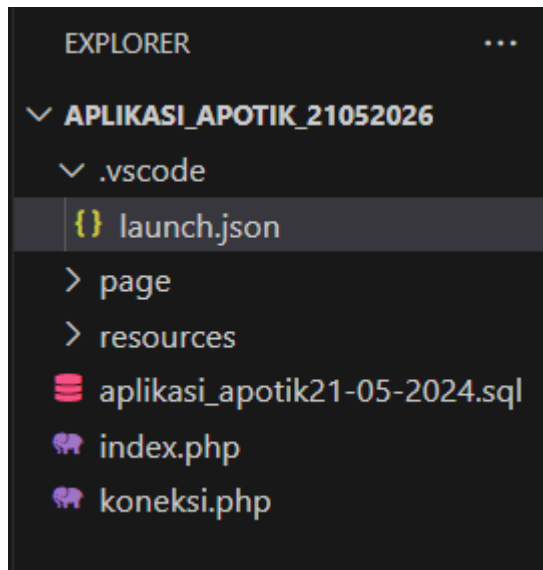 EXPLORER ...
APLIKASI_APOTIK_21052026
.vscode
{} launch.json
page
resources
aplikasi_apotik21-05-2024.sql
index.php
koneksi.php